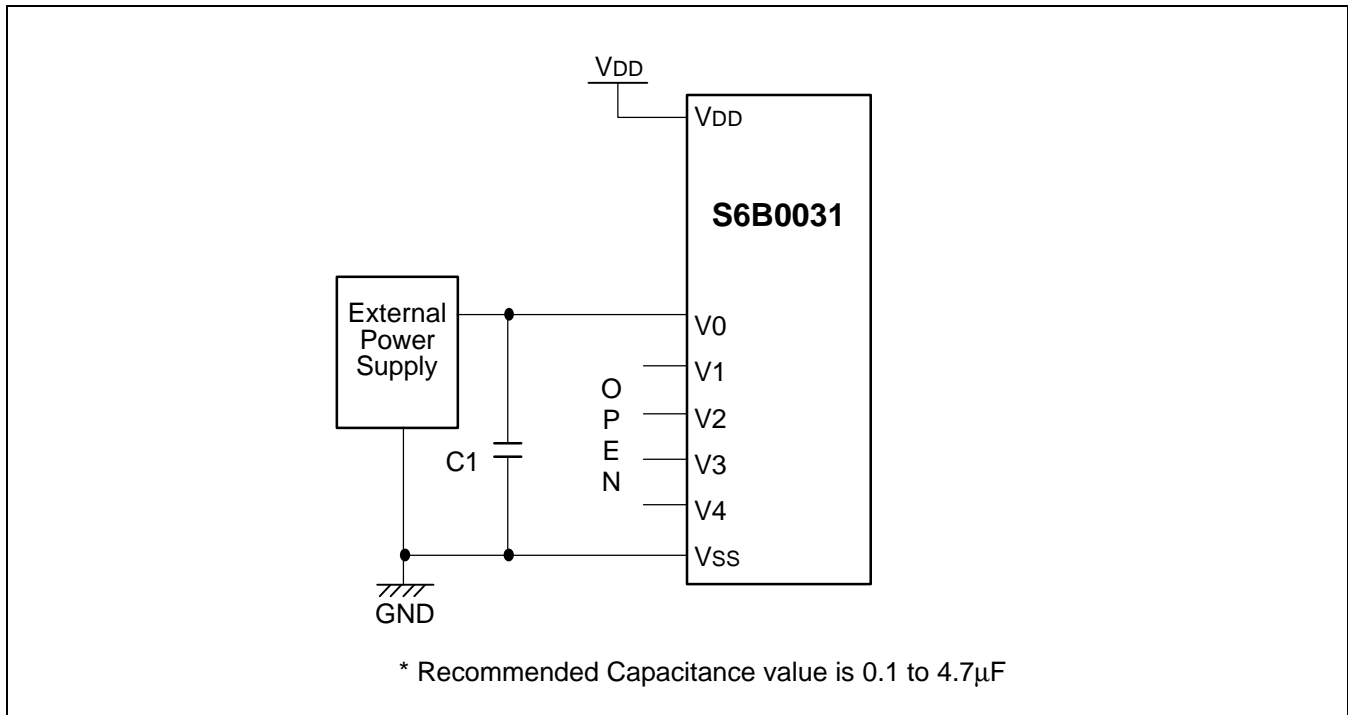 VDD
VDD
S6B0031
External
Power
Supply
V0
V1
V2
V3
V4
O
P
E
N
C1
VSS
GND
* Recommended Capacitance value is 0.1 to 4.7μF